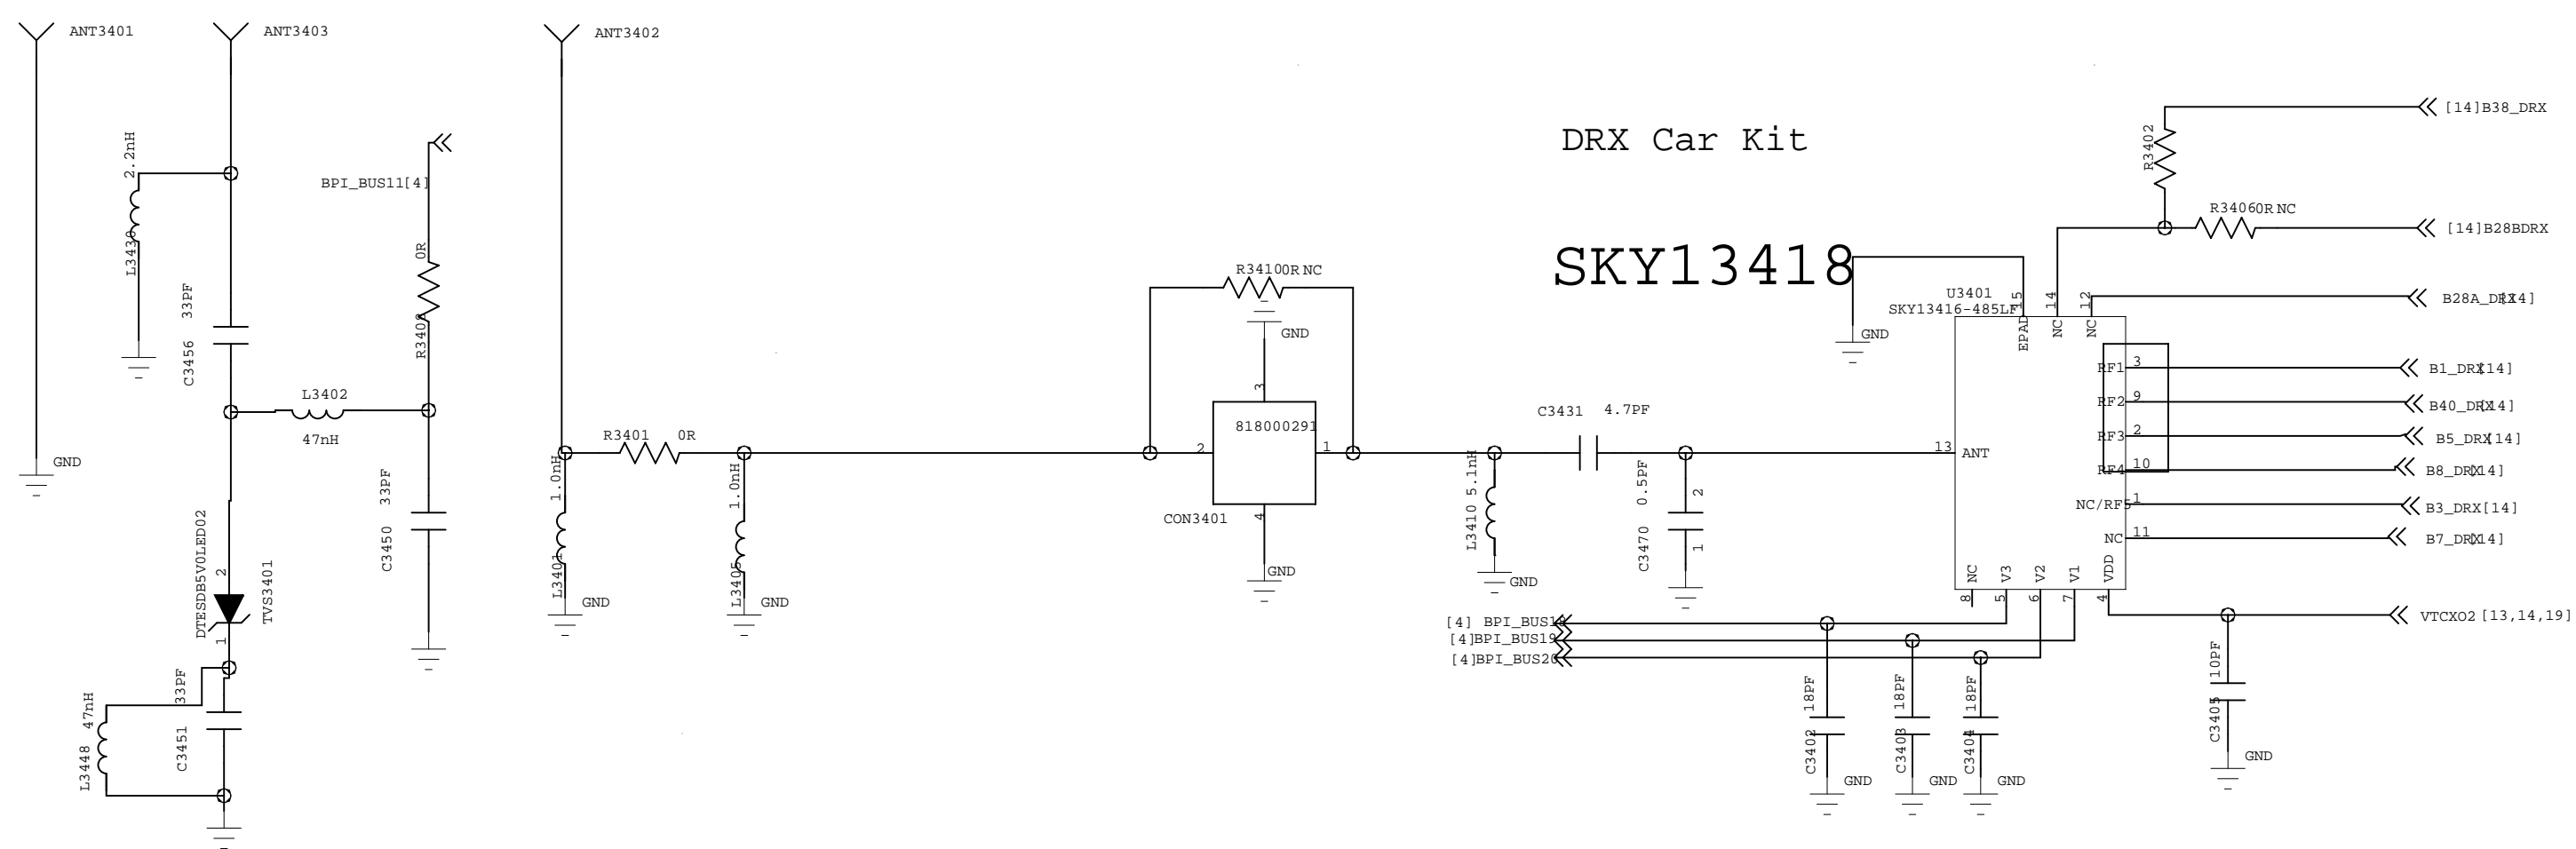 ANT3401
ANT3403
ANT3402
GND
2.2nH
L3430
33PF
C3456
BPI_BUS11[4]
0R
R3408
L3402
47nH
33PF
C3450
DTESDB5V0LED02
2
1
TVS3401
33PF
C3451
47nH
L3448
R3401 0R
1.0nH
L3401
GND
1.0nH
L3405
GND
R3410 0R NC
GND
3
818000291
2
1
4
CON3401
GND
DRX Car Kit
SKY13418
C3431 4.7PF
5.1nH
L3410
GND
0.5PF
C3470
2
1
GND
U3401
SKY13416-485LF
15
14
12
EPAD
NC
NC
13 ANT
RF1 3
RF2 9
RF3 2
RF4 10
NC/RF5 1
NC 11
NC
V3
V2
V1
VDD
8
5
6
7
4
R3402
[14]B38_DRX
R3406 0R NC
[14]B28BDRX
B28A_DRX[14]
B1_DRX[14]
B40_DRX[14]
B5_DRX[14]
B8_DRX[14]
B3_DRX[14]
B7_DRX[14]
VTCXO2 [13,14,19]
[4] BPI_BUS18
[4]BPI_BUS19
[4]BPI_BUS20
18PF
C3402
GND
18PF
C3403
GND
18PF
C3404
GND
10PF
C3405
GND